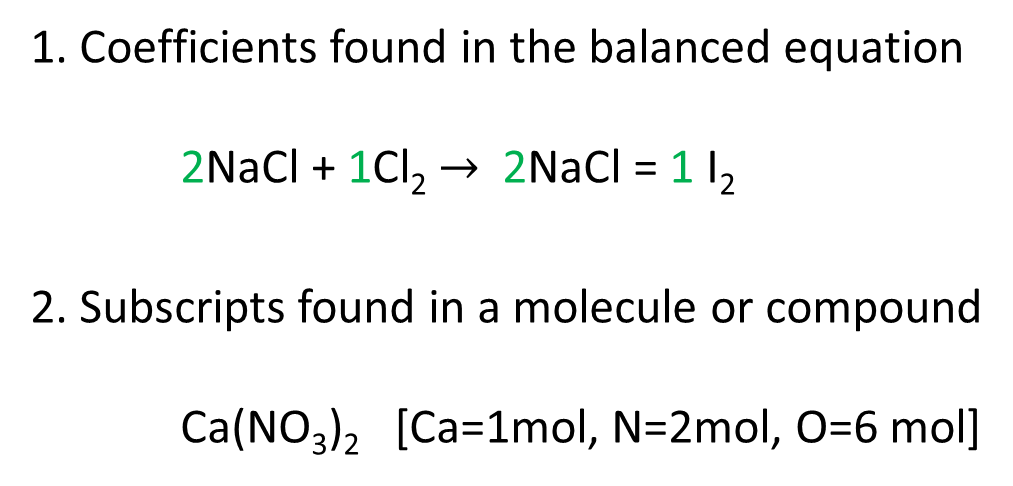 1. Coefficients found in the balanced equation
2NaCl + 1Cl₂ → 2NaCl = 1 I₂
2. Subscripts found in a molecule or compound
Ca(NO₃)₂ [Ca=1mol, N=2mol, O=6 mol]